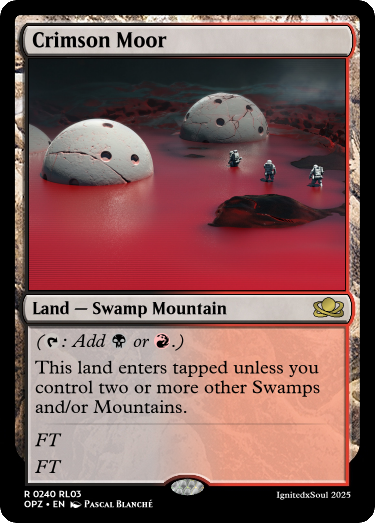 Crimson Moor
Land — Swamp Mountain
(: Add or .)
This land enters tapped unless you
control two or more other Swamps
and/or Mountains.
FT
FT
R 0240 RL03
OPZ • EN Pascal Blanché
IgnitedxSoul 2025